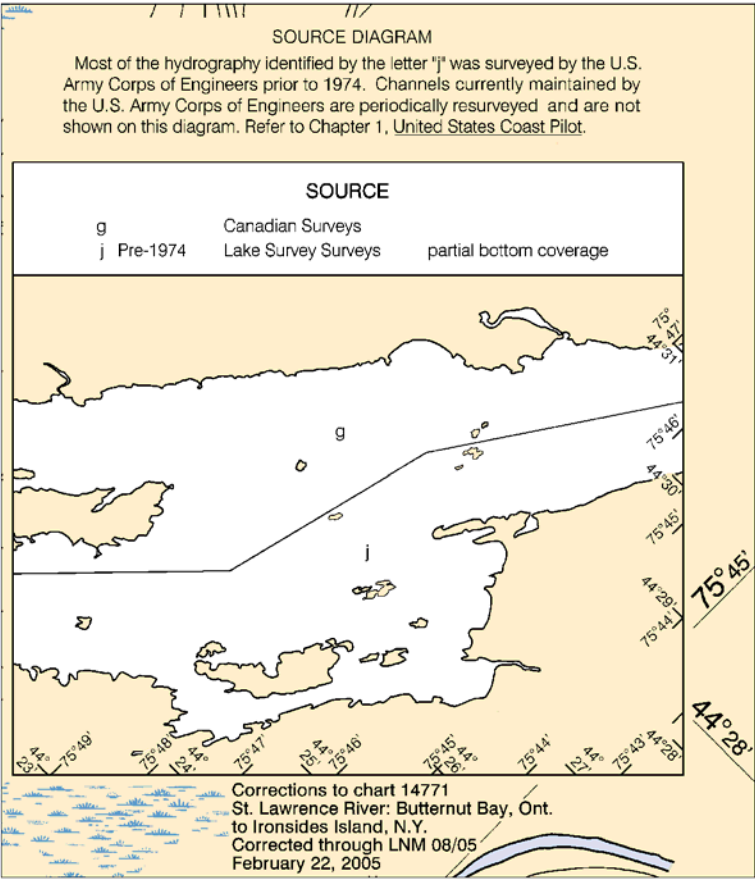 SOURCE DIAGRAM
Most of the hydrography identified by the letter "j" was surveyed by the U.S.
Army Corps of Engineers prior to 1974. Channels currently maintained by
the U.S. Army Corps of Engineers are periodically resurveyed and are not
shown on this diagram. Refer to Chapter 1, United States Coast Pilot.
SOURCE
g Canadian Surveys
j Pre-1974 Lake Survey Surveys partial bottom coverage
75°
47'
44°31'
g
75°46'
44°30'
75°45'
j
44°29'
75°44'
75°45'
44°28'
44°
23'
75°49'
75°48'
44°
24'
75°47'
44°
25'
75°46'
75°45'
26'
75°44'
44°
27'
75°43'
44°28'
Corrections to chart 14771
St. Lawrence River: Butternut Bay, Ont.
to Ironsides Island, N.Y.
Corrected through LNM 08/05
February 22, 2005